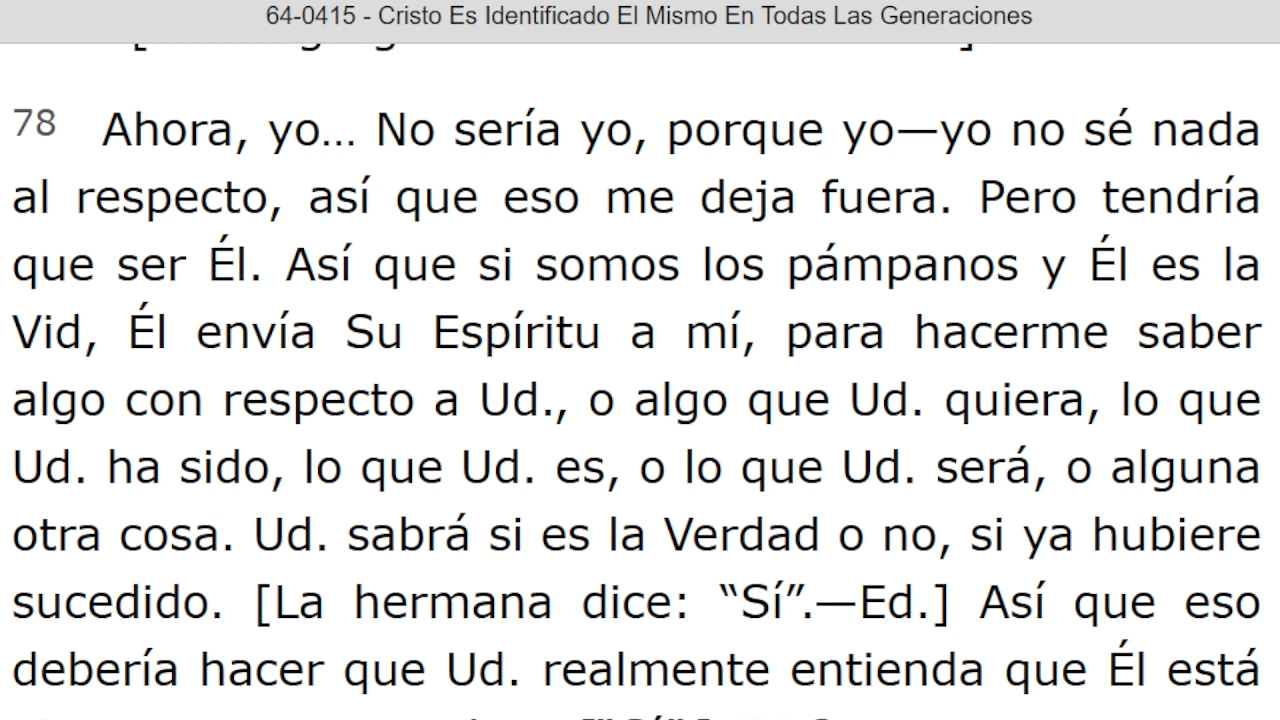 64-0415 - Cristo Es Identificado El Mismo En Todas Las Generaciones
78 Ahora, yo... No sería yo, porque yo—yo no sé nada
al respecto, así que eso me deja fuera. Pero tendría
que ser Él. Así que si somos los pámpanos y Él es la
Vid, Él envía Su Espíritu a mí, para hacerme saber
algo con respecto a Ud., o algo que Ud. quiera, lo que
Ud. ha sido, lo que Ud. es, o lo que Ud. será, o alguna
otra cosa. Ud. sabrá si es la Verdad o no, si ya hubiere
sucedido. [La hermana dice: “Sí”.—Ed.] Así que eso
debería hacer que Ud. realmente entienda que Él está